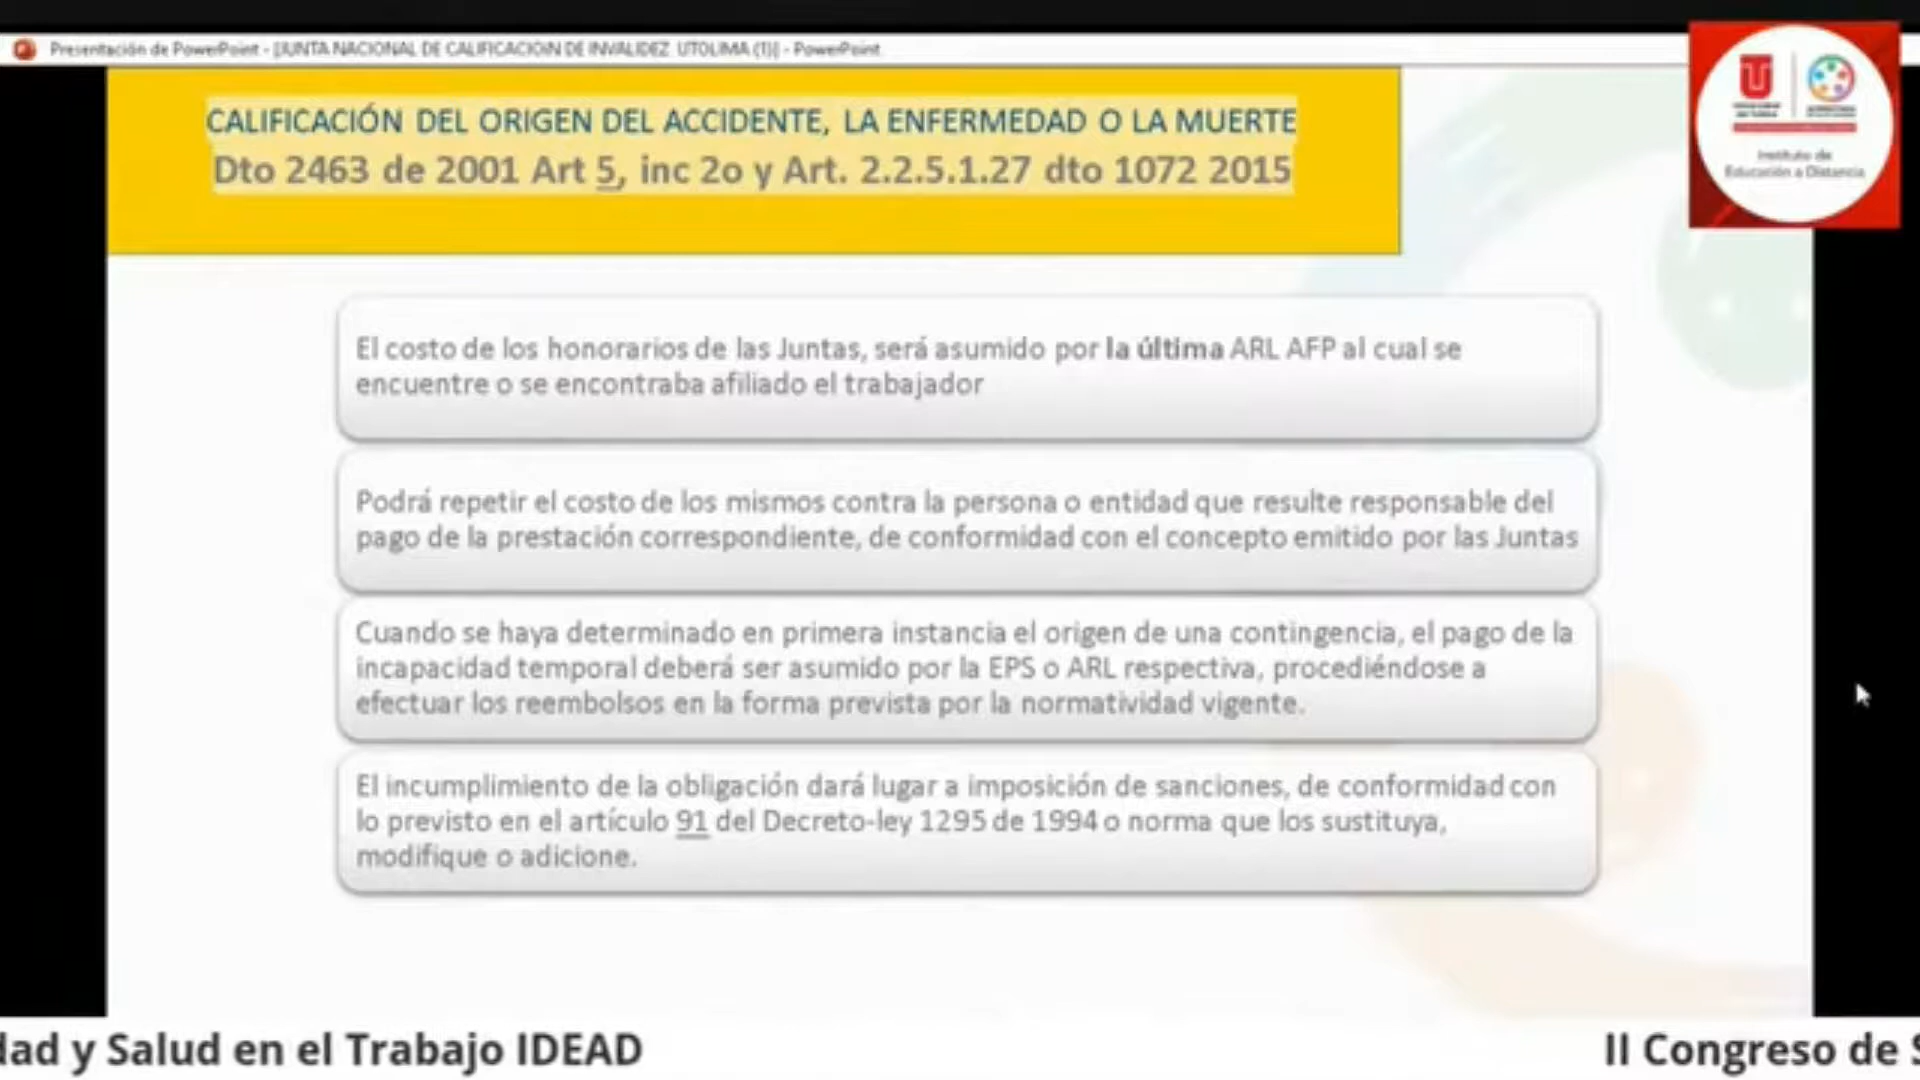 Presentación de PowerPoint - [JUNTA NACIONAL DE CALIFICACION DE INVALIDEZ UTOLIMA (1)] - PowerPoint
CALIFICACIÓN DEL ORIGEN DEL ACCIDENTE, LA ENFERMEDAD O LA MUERTE
Dto 2463 de 2001 Art 5, inc 2o y Art. 2.2.5.1.27 dto 1072 2015
Instituto de
Educación a Distancia
El costo de los honorarios de las Juntas, será asumido por la última ARL AFP al cual se
encuentre o se encontraba afiliado el trabajador
Podrá repetir el costo de los mismos contra la persona o entidad que resulte responsable del
pago de la prestación correspondiente, de conformidad con el concepto emitido por las Juntas
Cuando se haya determinado en primera instancia el origen de una contingencia, el pago de la
incapacidad temporal deberá ser asumido por la EPS o ARL respectiva, procediéndose a
efectuar los reembolsos en la forma prevista por la normatividad vigente.
El incumplimiento de la obligación dará lugar a imposición de sanciones, de conformidad con
lo previsto en el artículo 91 del Decreto-ley 1295 de 1994 o norma que los sustituya,
modifique o adicione.
dad y Salud en el Trabajo IDEAD
II Congreso de S